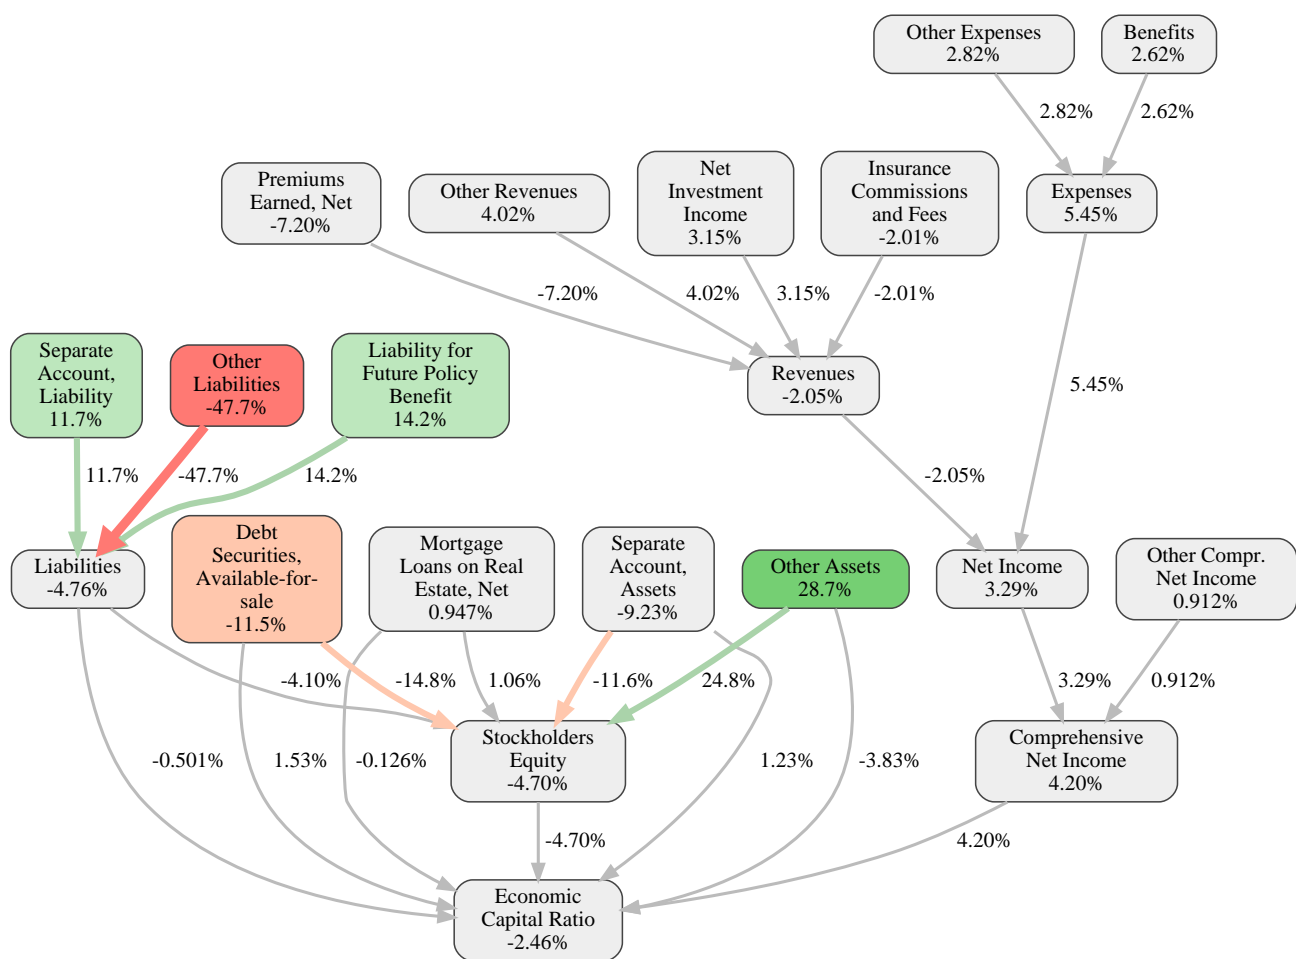 Other Expenses
2.82%
Benefits
2.62%
2.82%
2.62%
Premiums
Earned, Net
-7.20%
Other Revenues
4.02%
Net
Investment
Income
3.15%
Insurance
Commissions
and Fees
-2.01%
Expenses
5.45%
-7.20%
4.02%
3.15%
-2.01%
Separate
Account,
Liability
11.7%
Other
Liabilities
-47.7%
Liability for
Future Policy
Benefit
14.2%
Revenues
-2.05%
5.45%
11.7%
-47.7%
14.2%
-2.05%
Liabilities
-4.76%
Debt
Securities,
Available-for-
sale
-11.5%
Mortgage
Loans on Real
Estate, Net
0.947%
Separate
Account,
Assets
-9.23%
Other Assets
28.7%
Net Income
3.29%
Other Compr.
Net Income
0.912%
-4.10%
-14.8%
1.06%
-11.6%
24.8%
3.29%
0.912%
-0.501%
1.53%
-0.126%
Stockholders
Equity
-4.70%
1.23%
-3.83%
Comprehensive
Net Income
4.20%
-4.70%
4.20%
Economic
Capital Ratio
-2.46%